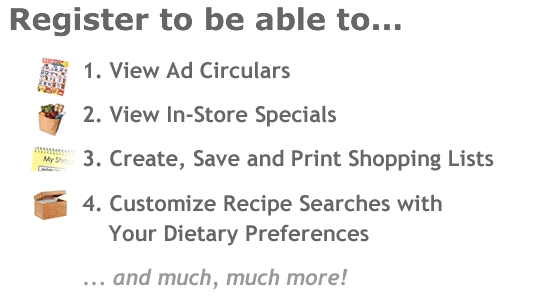 Register to be able to...
1. View Ad Circulars
2. View In-Store Specials
My Sho
3. Create, Save and Print Shopping Lists
4. Customize Recipe Searches with
Your Dietary Preferences
... and much, much more!